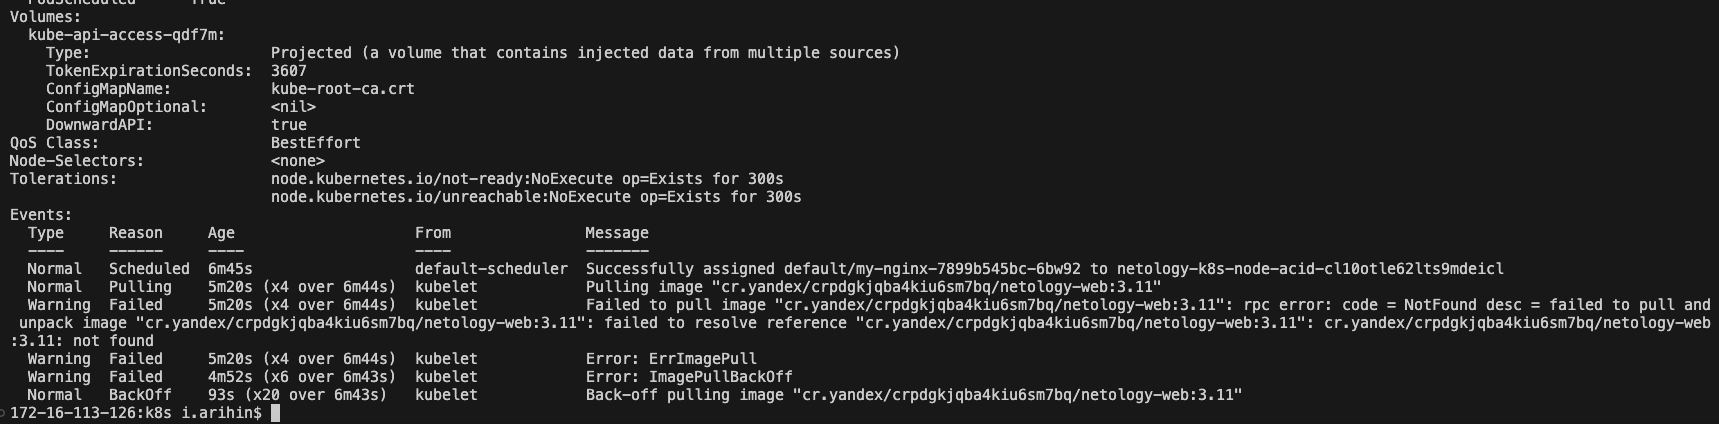 PodScheduled      True
Volumes:
  kube-api-access-qdf7m:
    Type:                    Projected (a volume that contains injected data from multiple sources)
    TokenExpirationSeconds:  3607
    ConfigMapName:           kube-root-ca.crt
    ConfigMapOptional:       <nil>
    DownwardAPI:             true
QoS Class:                   BestEffort
Node-Selectors:              <none>
Tolerations:                 node.kubernetes.io/not-ready:NoExecute op=Exists for 300s
                             node.kubernetes.io/unreachable:NoExecute op=Exists for 300s
Events:
  Type     Reason     Age                    From               Message
  ----     ------     ----                   ----               -------
  Normal   Scheduled  6m45s                  default-scheduler  Successfully assigned default/my-nginx-7899b545bc-6bw92 to netology-k8s-node-acid-cl10otle62lts9mdeicl
  Normal   Pulling    5m20s (x4 over 6m44s)  kubelet            Pulling image "cr.yandex/crpdgkjqba4kiu6sm7bq/netology-web:3.11"
  Warning  Failed     5m20s (x4 over 6m44s)  kubelet            Failed to pull image "cr.yandex/crpdgkjqba4kiu6sm7bq/netology-web:3.11": rpc error: code = NotFound desc = failed to pull and
 unpack image "cr.yandex/crpdgkjqba4kiu6sm7bq/netology-web:3.11": failed to resolve reference "cr.yandex/crpdgkjqba4kiu6sm7bq/netology-web:3.11": cr.yandex/crpdgkjqba4kiu6sm7bq/netology-web
:3.11: not found
  Warning  Failed     5m20s (x4 over 6m44s)  kubelet            Error: ErrImagePull
  Warning  Failed     4m52s (x6 over 6m43s)  kubelet            Error: ImagePullBackOff
  Normal   BackOff    93s (x20 over 6m43s)   kubelet            Back-off pulling image "cr.yandex/crpdgkjqba4kiu6sm7bq/netology-web:3.11"
172-16-113-126:k8s i.arihin$